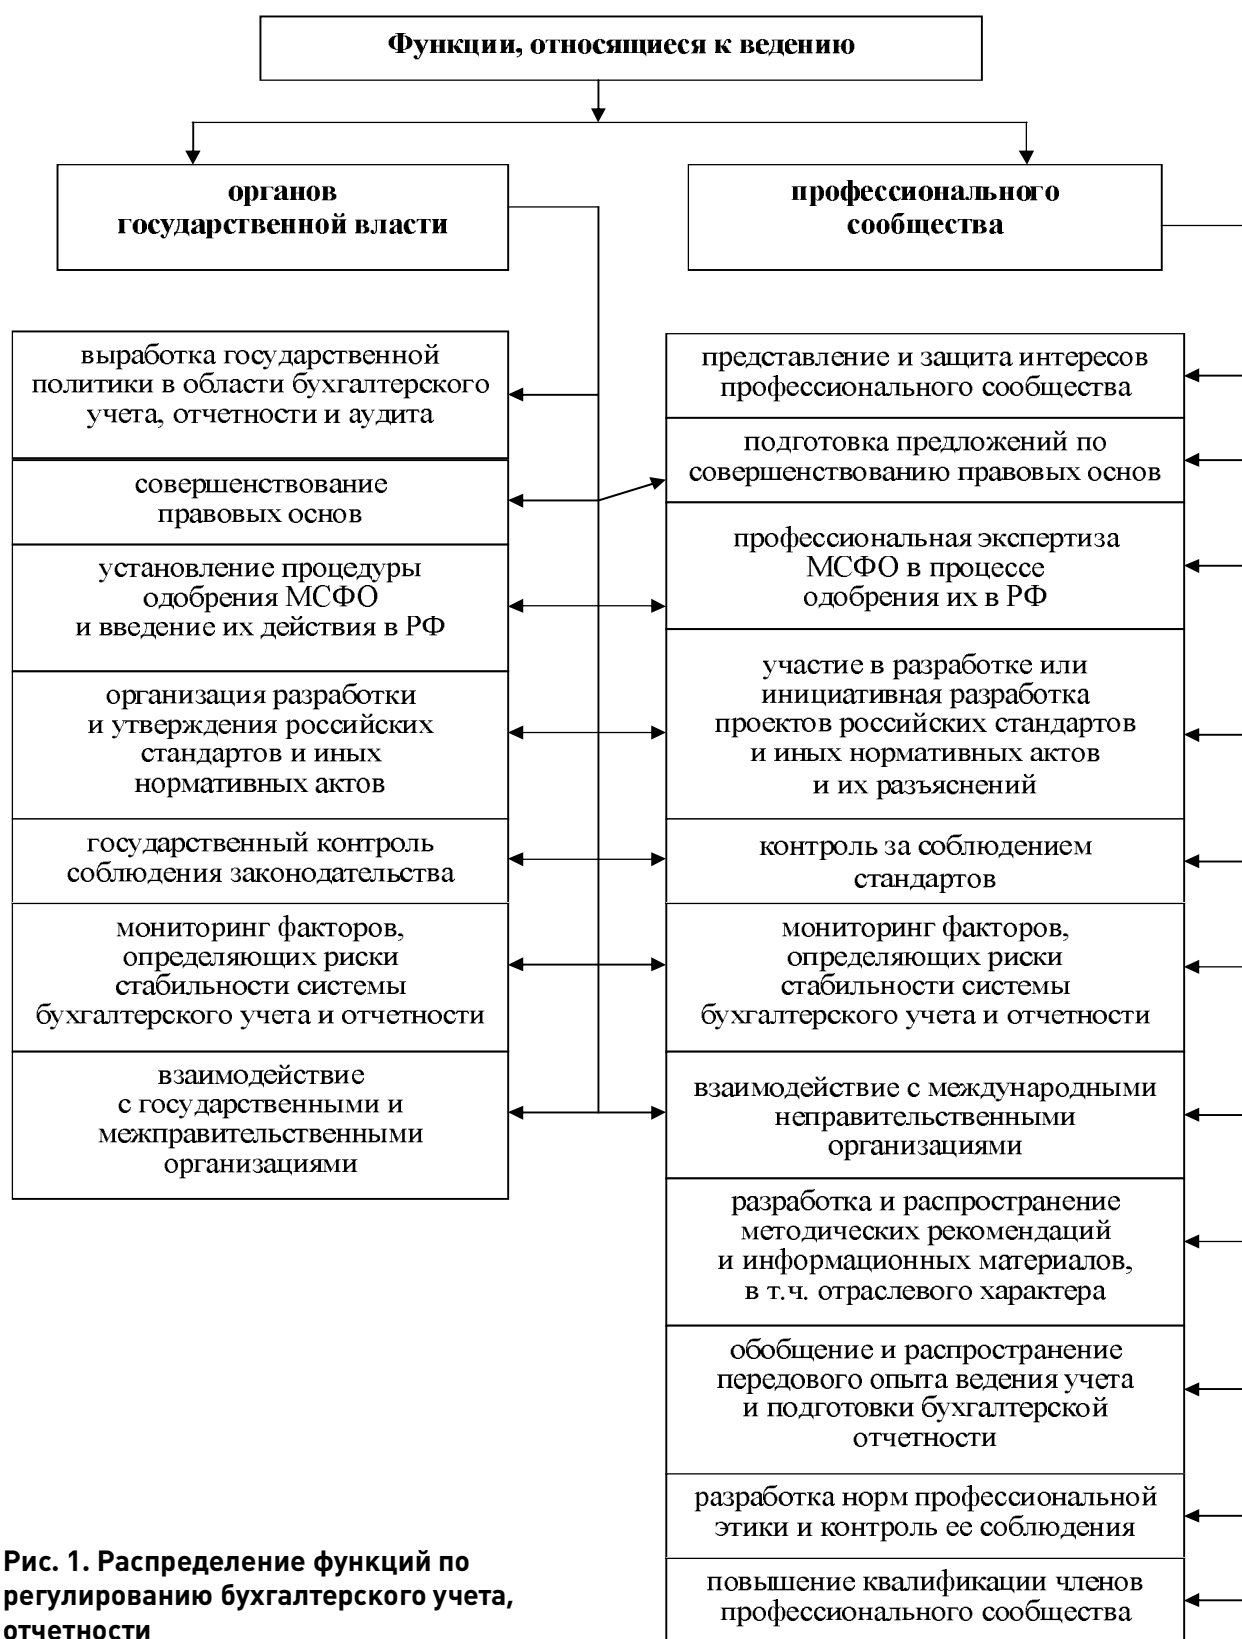 Функции, относящиеся к ведению
органов
государственной власти
профессионального
сообщества
выработка государственной
политики в области бухгалтерского
учета, отчетности и аудита
совершенствование
правовых основ
установление процедуры
одобрения МСФО
и введение их действия в РФ
организация разработки
и утверждения российских
стандартов и иных
нормативных актов
государственный контроль
соблюдения законодательства
мониторинг факторов,
определяющих риски
стабильности системы
бухгалтерского учета и отчетности
взаимодействие
с государственными и
межправительственными
организациями
представление и защита интересов
профессионального сообщества
подготовка предложений по
совершенствованию правовых основ
профессиональная экспертиза
МСФО в процессе
одобрения их в РФ
участие в разработке или
инициативная разработка
проектов российских стандартов
и иных нормативных актов
и их разъяснений
контроль за соблюдением
стандартов
мониторинг факторов,
определяющих риски
стабильности системы
бухгалтерского учета и отчетности
взаимодействие с международными
неправительственными
организациями
разработка и распространение
методических рекомендаций
и информационных материалов,
в т.ч. отраслевого характера
обобщение и распространение
передового опыта ведения учета
и подготовки бухгалтерской
отчетности
разработка норм профессиональной
этики и контроль ее соблюдения
повышение квалификации членов
профессионального сообщества
Рис. 1. Распределение функций по
регулированию бухгалтерского учета,
отчетности